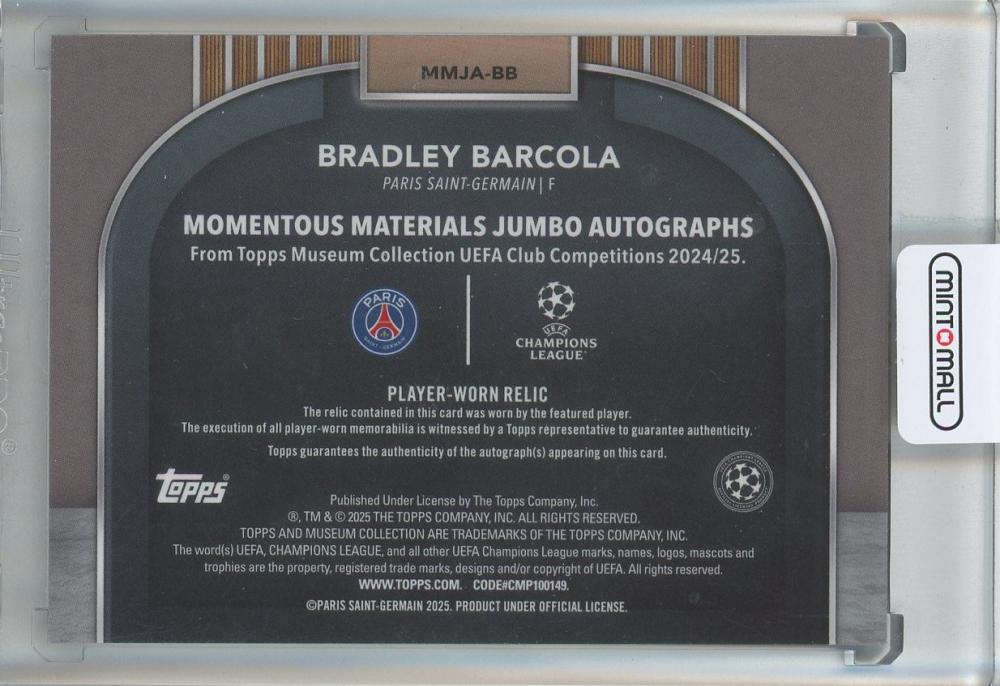 MMJA-BB
BRADLEY BARCOLA
PARIS SAINT-GERMAIN | F
MOMENTOUS MATERIALS JUMBO AUTOGRAPHS
From Topps Museum Collection UEFA Club Competitions 2024/25.
PARIS
SAINT-GERMAIN
UEFA
CHAMPIONS
LEAGUE®
PLAYER-WORN RELIC
The relic contained in this card was worn by the featured player.
The execution of all player-worn memorabilia is witnessed by a Topps representative to guarantee authenticity.
Topps guarantees the authenticity of the autograph(s) appearing on this card.
topps®
Published Under License by The Topps Company, Inc.
®, TM & © 2025 THE TOPPS COMPANY, INC. ALL RIGHTS RESERVED.
TOPPS AND MUSEUM COLLECTION ARE TRADEMARKS OF THE TOPPS COMPANY, INC.
The word(s) UEFA, CHAMPIONS LEAGUE, and all other UEFA Champions League marks, names, logos, mascots and
trophies are the property, registered trade marks, designs and/or copyright of UEFA. All rights reserved.
WWW.TOPPS.COM. CODE#CMP100149.
©PARIS SAINT-GERMAIN 2025. PRODUCT UNDER OFFICIAL LICENSE.
MINT MALL